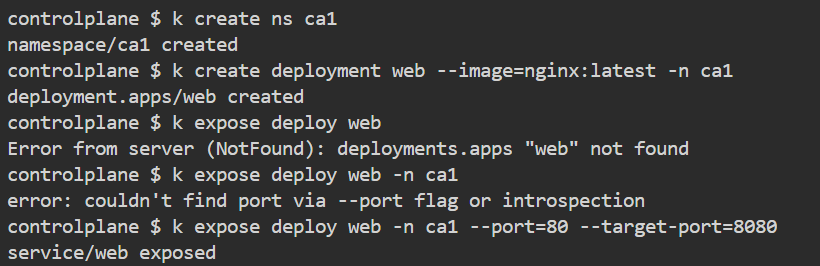 controlplane $ k create ns ca1
namespace/ca1 created
controlplane $ k create deployment web --image=nginx:latest -n ca1
deployment.apps/web created
controlplane $ k expose deploy web
Error from server (NotFound): deployments.apps "web" not found
controlplane $ k expose deploy web -n ca1
error: couldn't find port via --port flag or introspection
controlplane $ k expose deploy web -n ca1 --port=80 --target-port=8080
service/web exposed